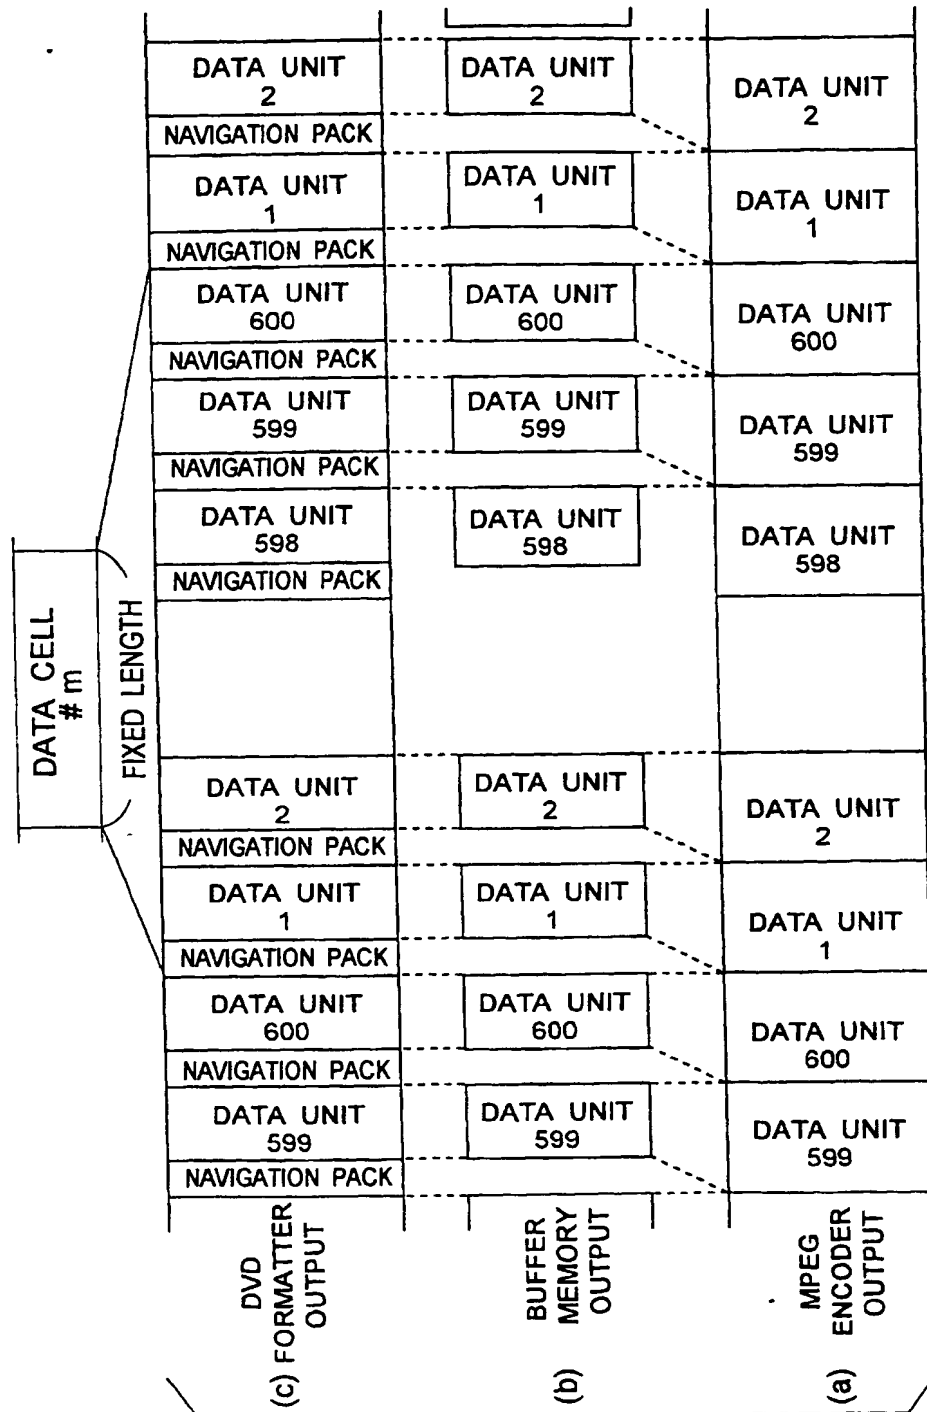 DATA UNIT
2
NAVIGATION PACK
DATA UNIT
1
NAVIGATION PACK
DATA UNIT
600
NAVIGATION PACK
DATA UNIT
599
NAVIGATION PACK
DATA UNIT
598
NAVIGATION PACK
DATA UNIT
2
NAVIGATION PACK
DATA UNIT
1
NAVIGATION PACK
DATA UNIT
600
NAVIGATION PACK
DATA UNIT
599
NAVIGATION PACK
DATA UNIT
2
DATA UNIT
1
DATA UNIT
600
DATA UNIT
599
DATA UNIT
598
DATA UNIT
2
DATA UNIT
1
DATA UNIT
600
DATA UNIT
599
DATA UNIT
2
DATA UNIT
1
DATA UNIT
600
DATA UNIT
599
DATA UNIT
598
DATA UNIT
2
DATA UNIT
1
DATA UNIT
600
DATA UNIT
599
DATA CELL
# m
FIXED LENGTH
DVD
(c) FORMATTER
OUTPUT
BUFFER
(b) MEMORY
OUTPUT
MPEG
(a) ENCODER
OUTPUT